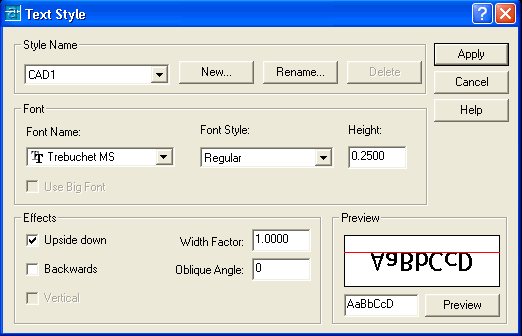 Text Style
Style Name
CAD1
New...
Rename...
Delete
Apply
Cancel
Help
Font
Font Name:
Font Style:
Height:
Trebuchet MS
Regular
0.2500
Use Big Font
Effects
Upside down
Width Factor:
1.0000
Backwards
Oblique Angle:
0
Vertical
Preview
AaBbCcD
AaBbCcD
Preview